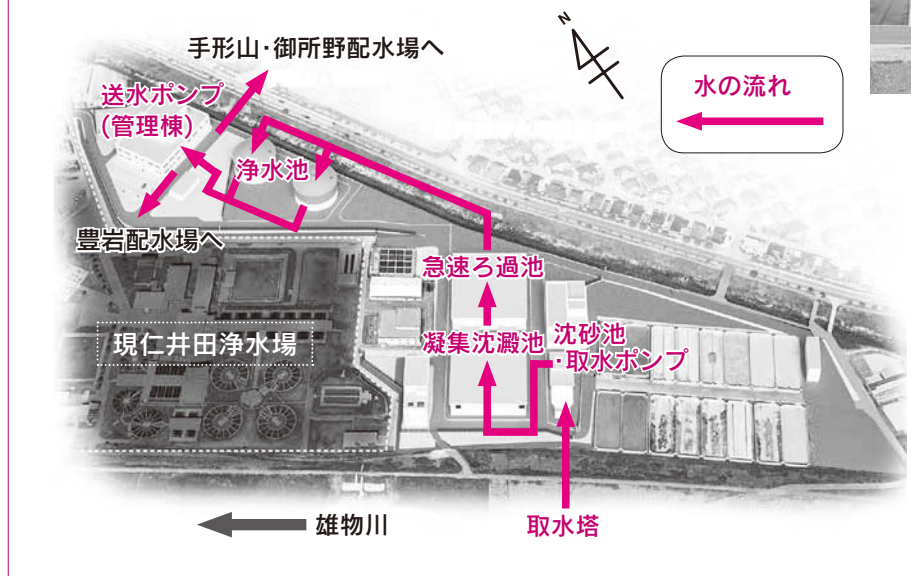 N
手形山・御所野配水場へ
水の流れ
送水ポンプ
(管理棟)
浄水池
豊岩配水場へ
急速ろ過池
現仁井田浄水場
凝集沈澱池
沈砂池
・取水ポンプ
雄物川
取水塔